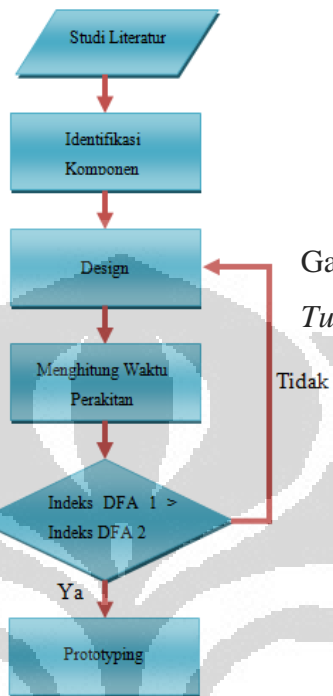 Studi Literatur
Identifikasi
Komponen
Design
Ga
Tu
Menghitung Waktu
Perakitan
Tidak
Indeks DFA 1 >
Indeks DFA 2
Ya
Prototyping